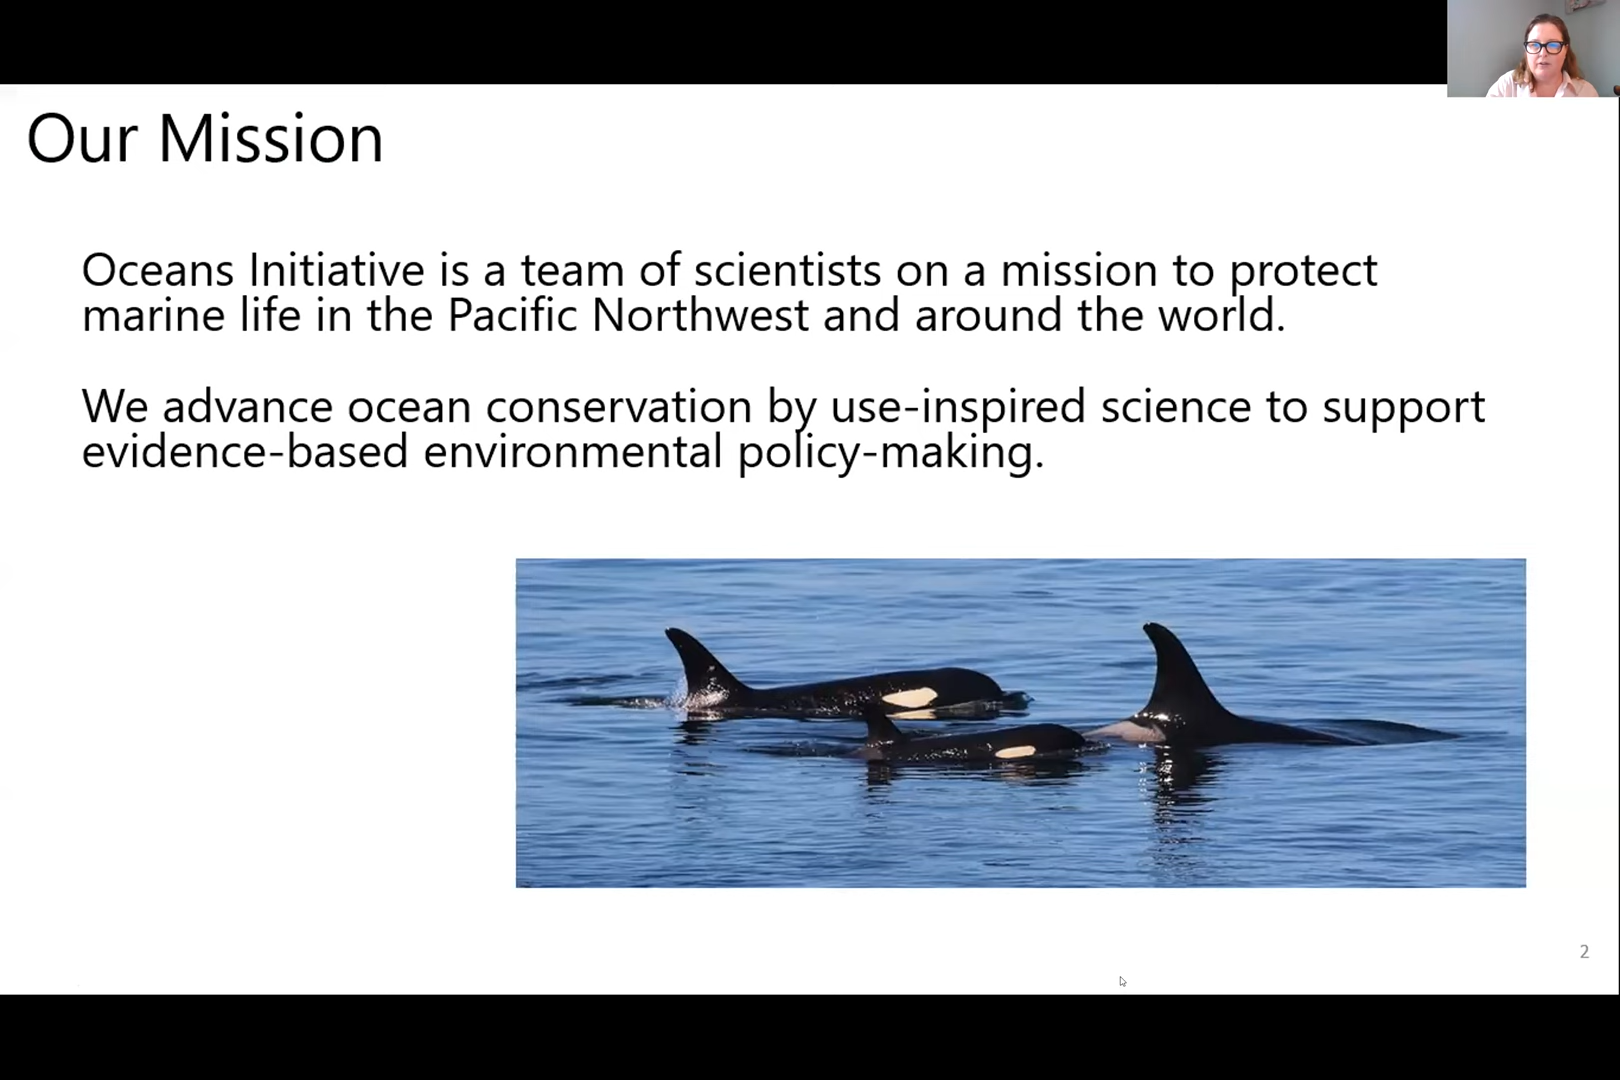 Our Mission
Oceans Initiative is a team of scientists on a mission to protect
marine life in the Pacific Northwest and around the world.
We advance ocean conservation by use-inspired science to support
evidence-based environmental policy-making.
2